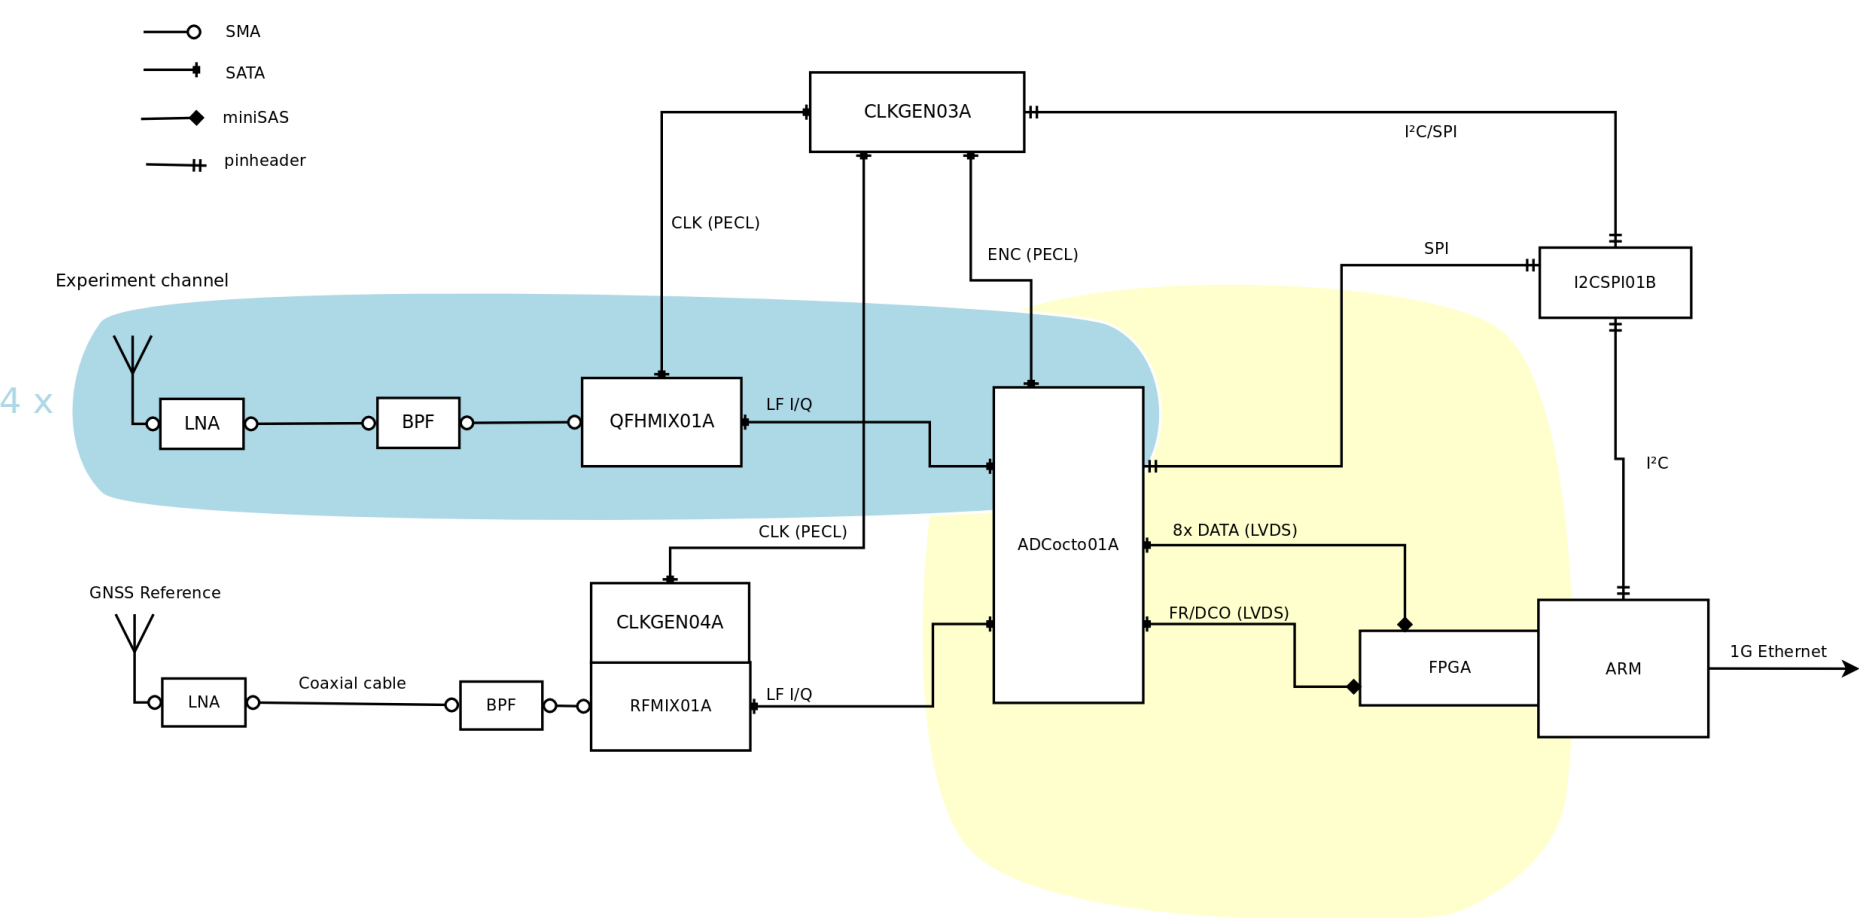 SMA
SATA
miniSAS
pinheader
CLKGEN03A
I²C/SPI
CLK (PECL)
ENC (PECL)
SPI
I2CSPI01B
Experiment channel
4 x
LNA
BPF
QFHMIX01A
LF I/Q
I²C
CLK (PECL)
8x DATA (LVDS)
ADCocto01A
GNSS Reference
CLKGEN04A
FR/DCO (LVDS)
1G Ethernet
FPGA
ARM
Coaxial cable
LF I/Q
LNA
BPF
RFMIX01A